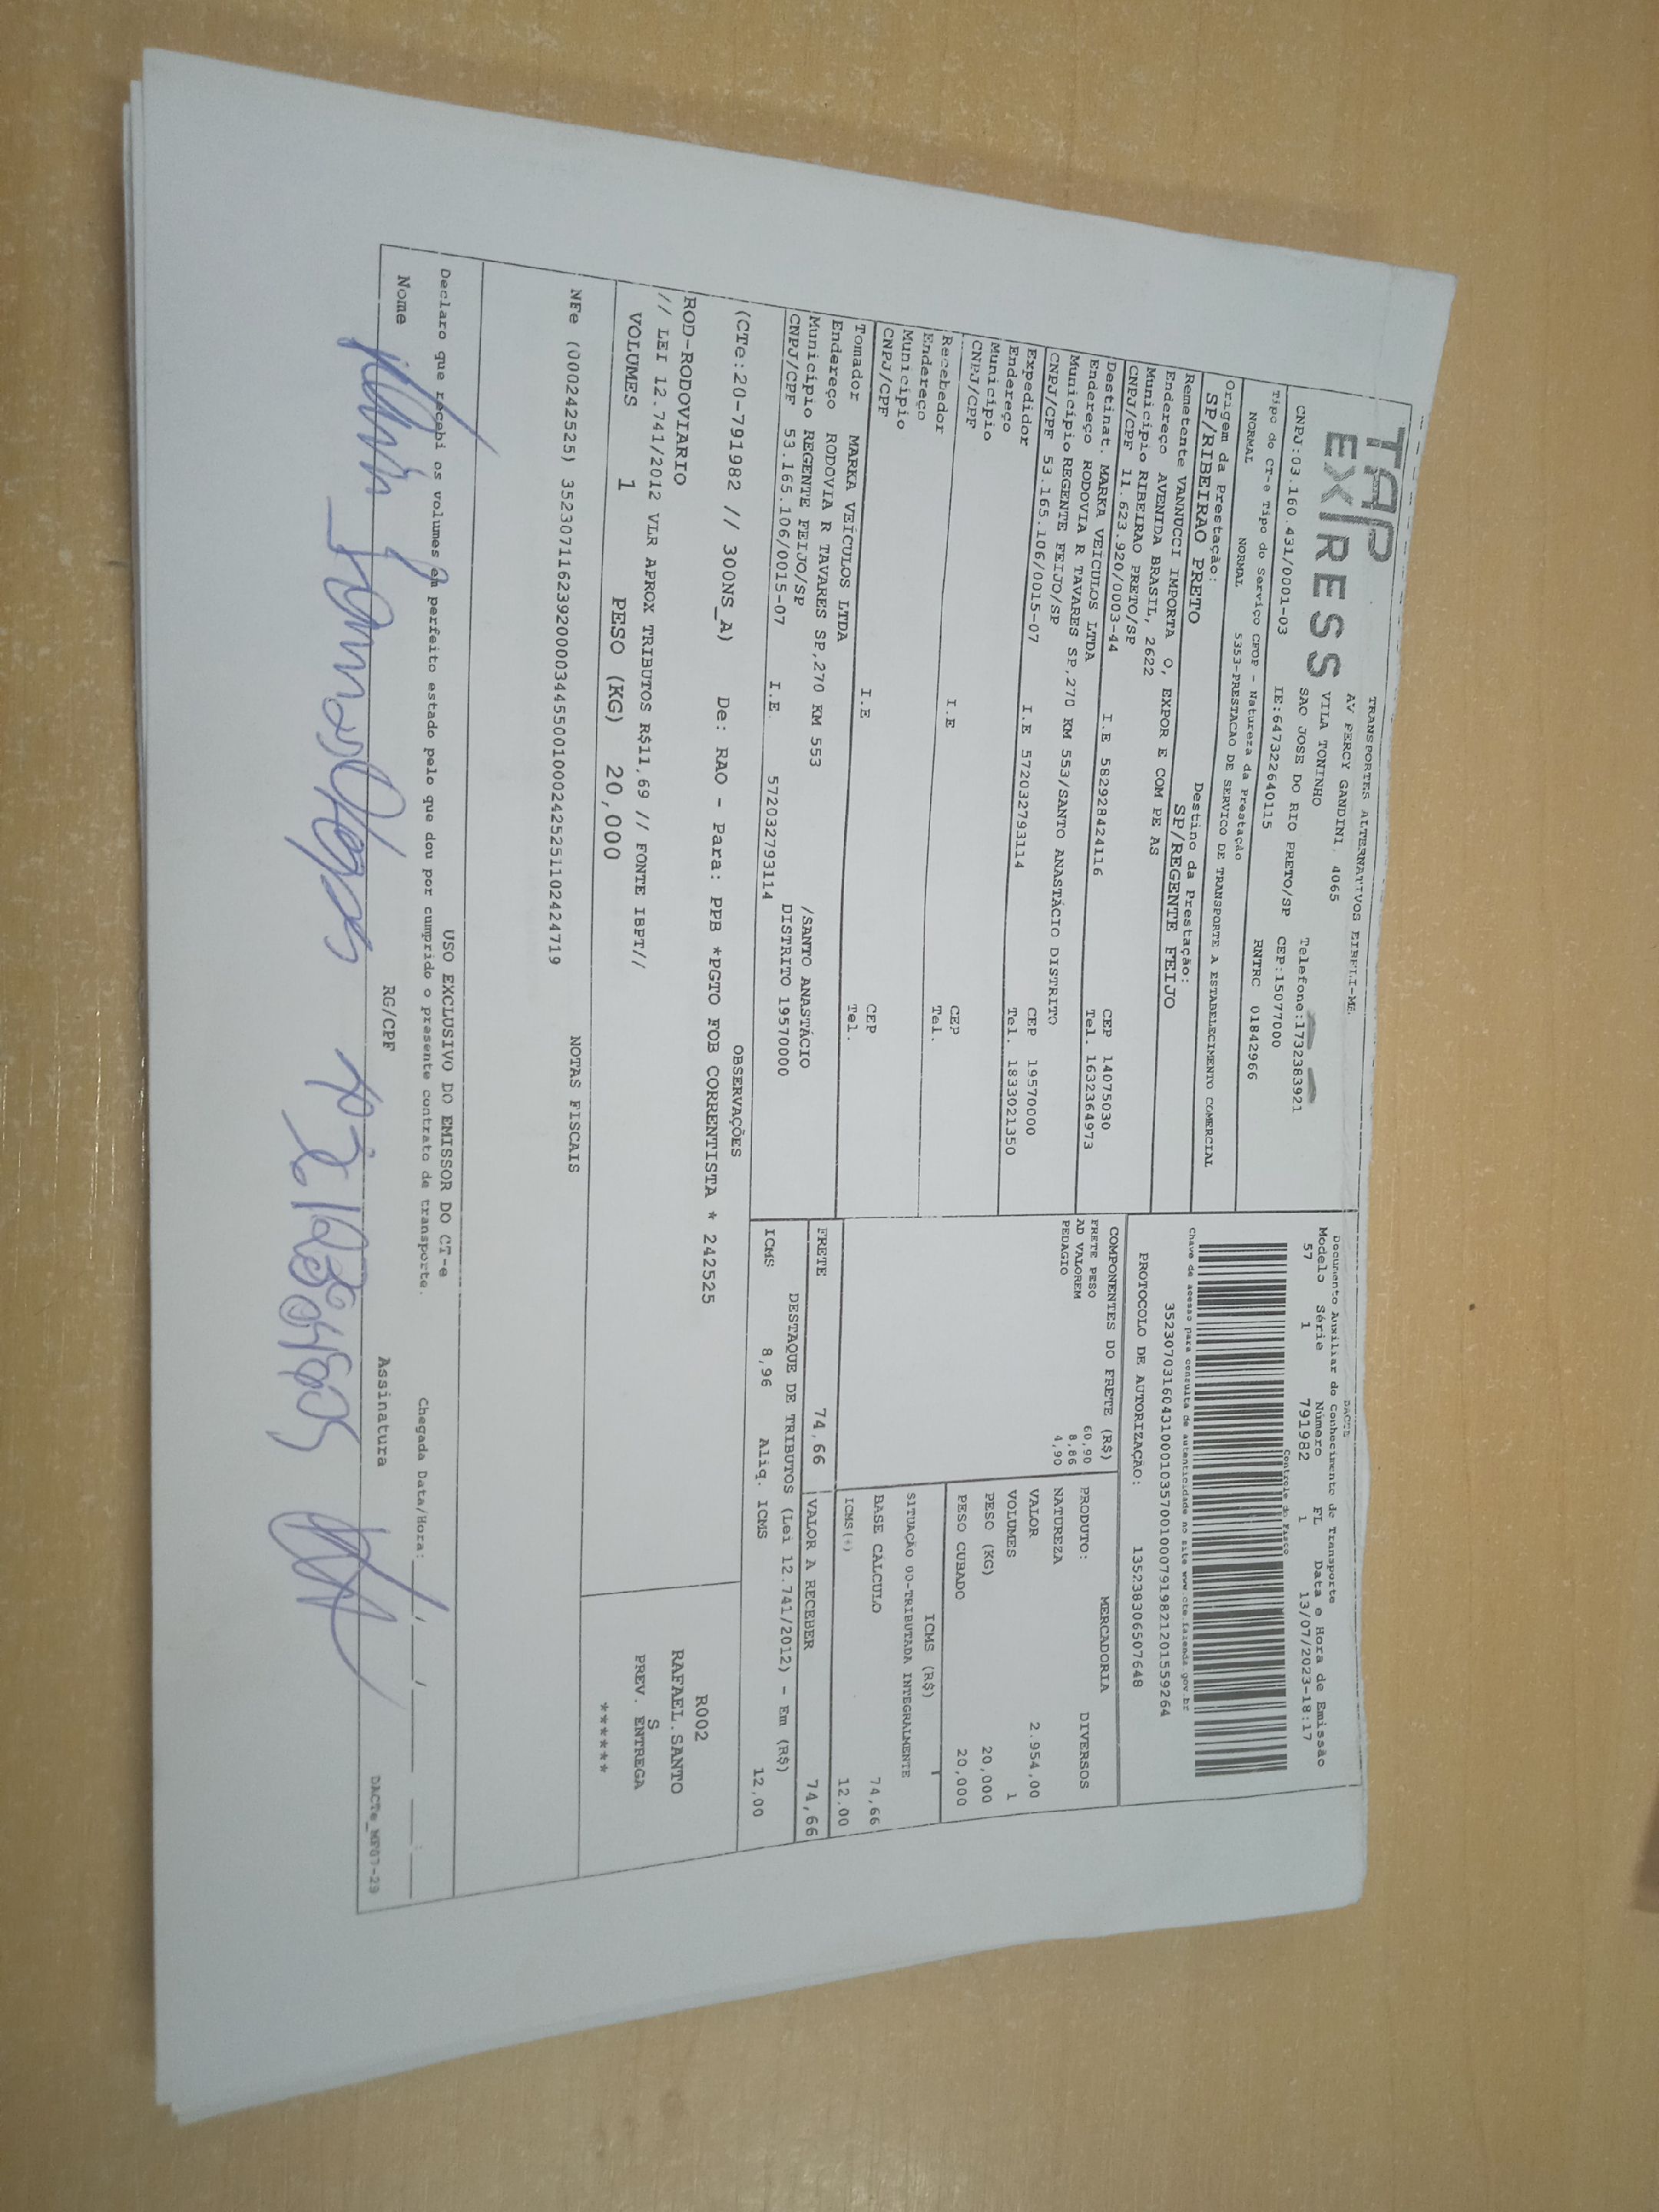 TAP
EXPRESS
TRANSPORTES ALTERNATIVOS EIRELI-ME
AV PERCY GANDINI, 4065
VILA TONINHO
SAO JOSE DO RIO PRETO/SP
Telefone:1732383921
CNPJ:03.160.431/0001-03 IE:647322640115 CEP:15077000
Tipo do CT-e Tipo do Serviço CFOP - Natureza da Prestação RNTRC 01842966
NORMAL NORMAL 5353-PRESTACAO DE SERVICO DE TRANSPORTE A ESTABELECIMENTO COMERCIAL
Origem da Prestação: Destino da Prestação:
SP/RIBEIRAO PRETO SP/REGENTE FEIJO
Remetente VANNUCCI IMPORTA O, EXPOR E COM PE AS
Endereço AVENIDA BRASIL, 2622 CEP 14075030
Município RIBEIRAO PRETO/SP Tel. 1632364973
CNPJ/CPF 11.623.920/0003-44 I.E 582928424116
Destinat. MARKA VEÍCULOS LTDA
Endereço RODOVIA R TAVARES SP,270 KM 553/SANTO ANASTÁCIO DISTRITO
Município REGENTE FEIJO/SP CEP 19570000
CNPJ/CPF 53.165.106/0015-07 I.E 572032793114 Tel. 1833021350
Expedidor
Endereço
Município CEP
CNPJ/CPF I.E Tel.
Recebedor
Endereço
Município CEP
CNPJ/CPF I.E Tel.
Tomador MARKA VEÍCULOS LTDA
Endereço RODOVIA R TAVARES SP,270 KM 553 /SANTO ANASTÁCIO
Município REGENTE FEIJO/SP DISTRITO 19570000
CNPJ/CPF 53.165.106/0015-07 I.E. 572032793114
DACTE
Documento Auxiliar do Conhecimento de Transporte
Modelo Série Número FL Data e Hora de Emissão
57 1 791982 1 13/07/2023-18:17
Controle do Fisco
Chave de acesso para consulta de autenticidade no site www.cte.fazenda.gov.br
35230703160431000103570010007919821201559264
PROTOCOLO DE AUTORIZAÇÃO: 135238306507648
COMPONENTES DO FRETE (R$)
FRETE PESO 60,90
AD VALOREM 8,86
PEDAGIO 4,90
MERCADORIA
PRODUTO: DIVERSOS
NATUREZA
VALOR 2.954,00
VOLUMES 1
PESO (KG) 20,000
PESO CUBADO 20,000
ICMS (R$)
SITUAÇÃO 00-TRIBUTADA INTEGRALMENTE
BASE CÁLCULO 74,66
ICMS(%) 12,00
FRETE 74,66 VALOR A RECEBER 74,66
DESTAQUE DE TRIBUTOS (Lei 12.741/2012) - Em (R$)
ICMS 8,96 Aliq. ICMS 12,00
OBSERVAÇÕES
(CTe:20-791982 // 300NS_A) De: RAO - Para: PPB *PGTO FOB CORRENTISTA * 242525
ROD-RODOVIARIO
// LEI 12.741/2012 VLR APROX TRIBUTOS R$11,69 // FONTE IBPT//
VOLUMES 1 PESO (KG) 20,000
R002
RAFAEL.SANTO
S
PREV. ENTREGA
******
NOTAS FISCAIS
NFe (000242525) 35230711623920000344550010002425251102424719
USO EXCLUSIVO DO EMISSOR DO CT-e
Declaro que recebi os volumes em perfeito estado pelo que dou por cumprido o presente contrato de transporte. Chegada Data/Hora:
Nome RG/CPF Assinatura
DACTe_MP07-29